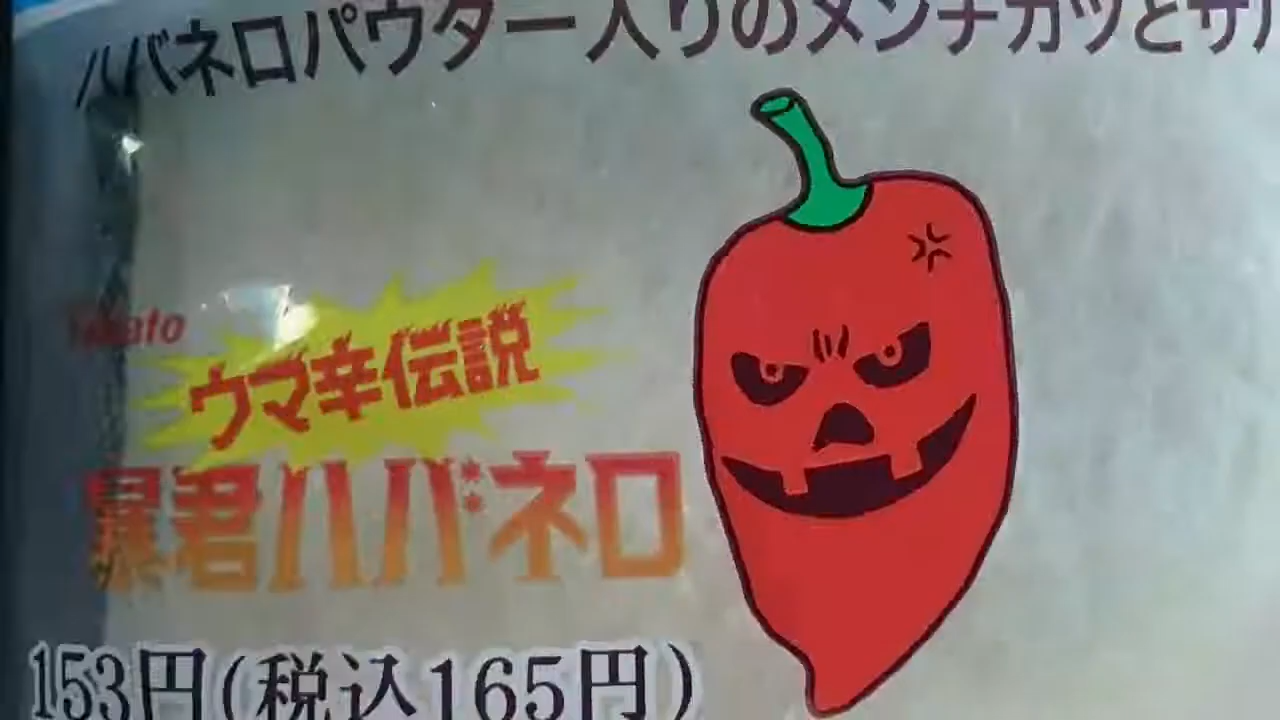 ハバネロパウダー入りのメンチカツとサ
Tohato
ウマ辛伝説
暴君ハバネロ
153円(税込165円)